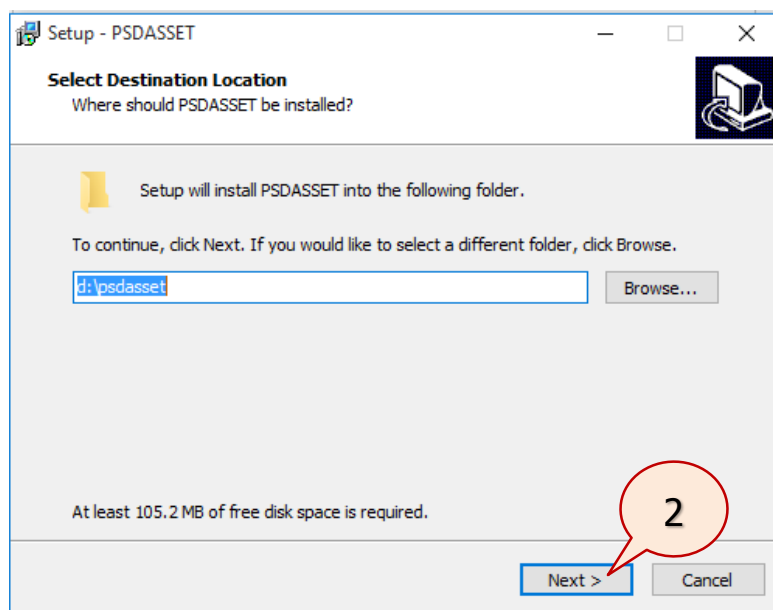 Setup - PSDASSET
Select Destination Location
Where should PSDASSET be installed?
Setup will install PSDASSET into the following folder.
To continue, click Next. If you would like to select a different folder, click Browse.
d:\psdasset
Browse...
At least 105.2 MB of free disk space is required.
2
Next >
Cancel